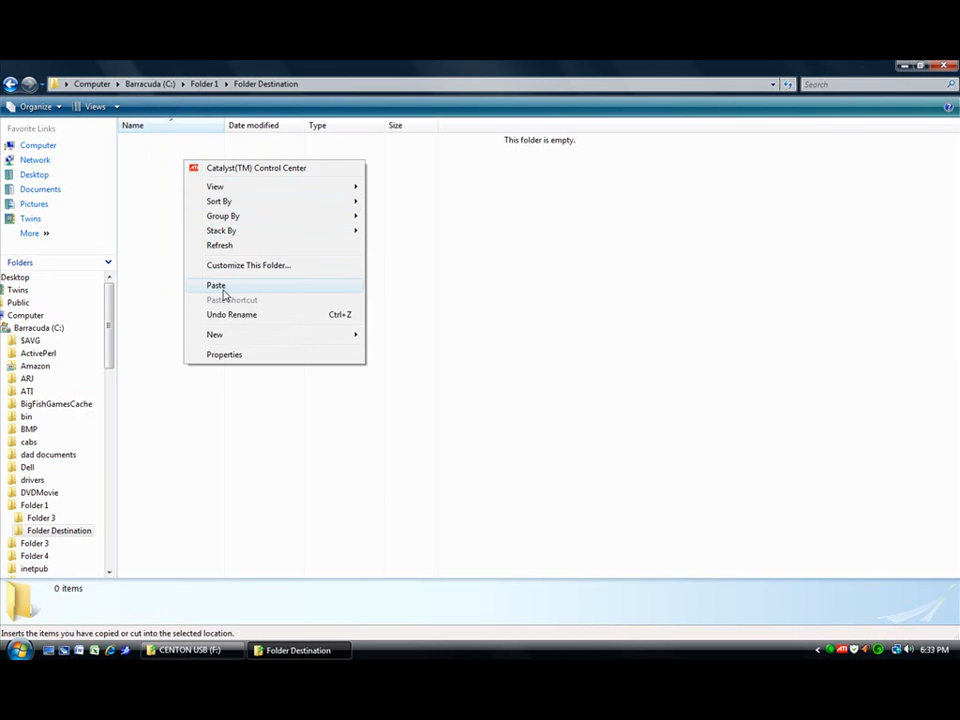 Computer ▸ Barracuda (C:) ▸ Folder1 ▸ Folder Destination
Search
Organize Views
Favorite Links
Computer
Network
Desktop
Documents
Pictures
Twins
More »
Folders
Desktop
Twins
Public
Computer
Barracuda (C:)
$AVG
ActivePerl
Amazon
ARJ
ATI
BigFishGamesCache
bin
BMP
cabs
dad documents
Dell
drivers
DVDMovie
Folder 1
Folder 3
Folder Destination
Folder 3
Folder 4
inetpub
Name Date modified Type Size
This folder is empty.
Catalyst(TM) Control Center
View
Sort By
Group By
Stack By
Refresh
Customize This Folder...
Paste
Paste Shortcut
Undo Rename Ctrl+Z
New
Properties
0 items
Inserts the items you have copied or cut into the selected location.
CENTON USB (F:) Folder Destination 6:33 PM